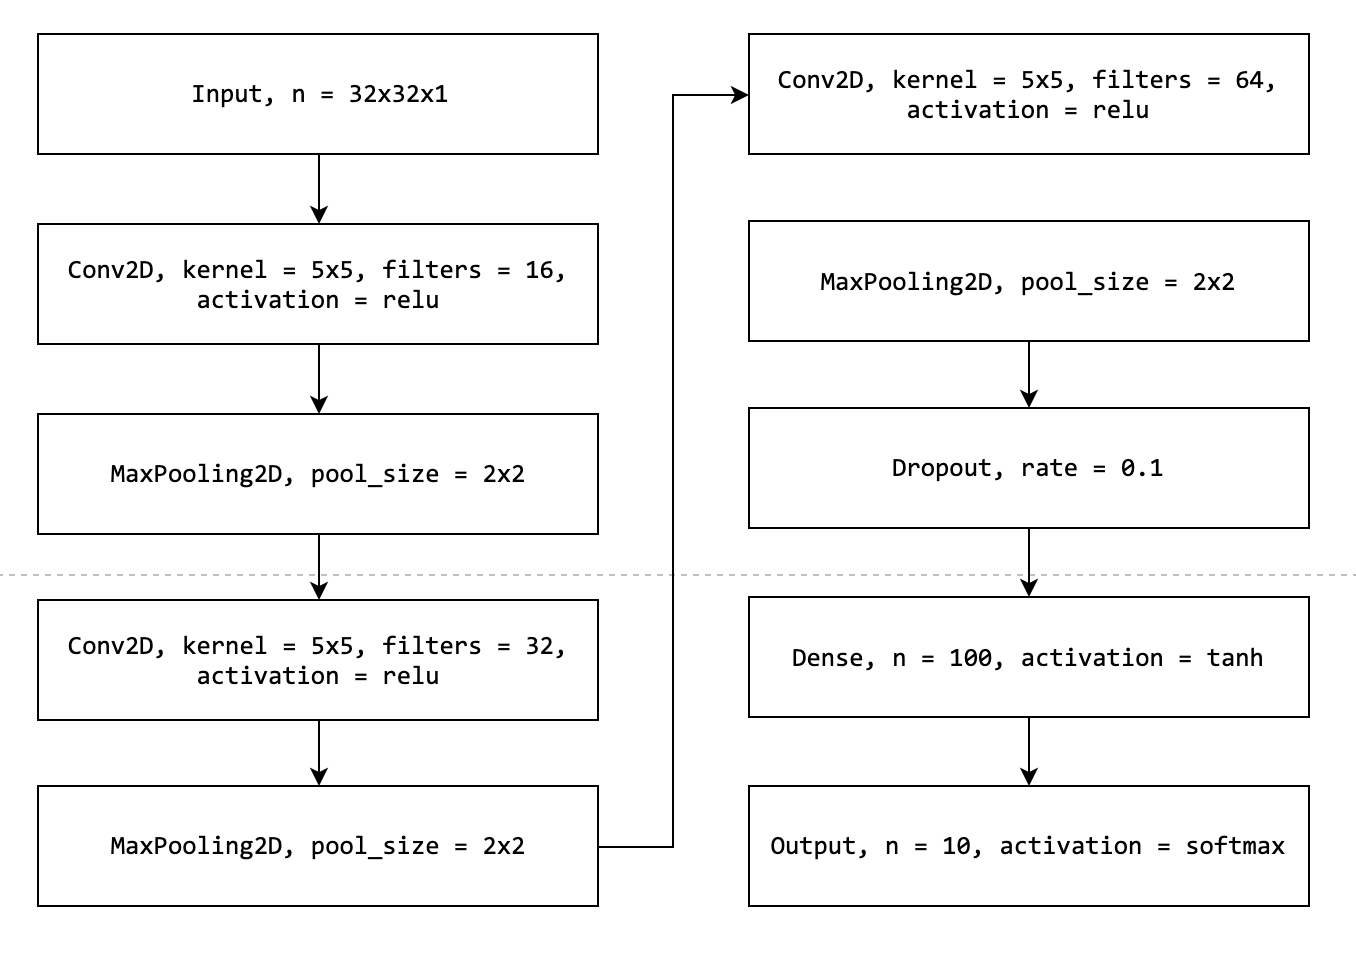 Input, n = 32x32x1
Conv2D, kernel = 5x5, filters = 16,
activation = relu
MaxPooling2D, pool_size = 2x2
Conv2D, kernel = 5x5, filters = 32,
activation = relu
MaxPooling2D, pool_size = 2x2
Conv2D, kernel = 5x5, filters = 64,
activation = relu
MaxPooling2D, pool_size = 2x2
Dropout, rate = 0.1
Dense, n = 100, activation = tanh
Output, n = 10, activation = softmax